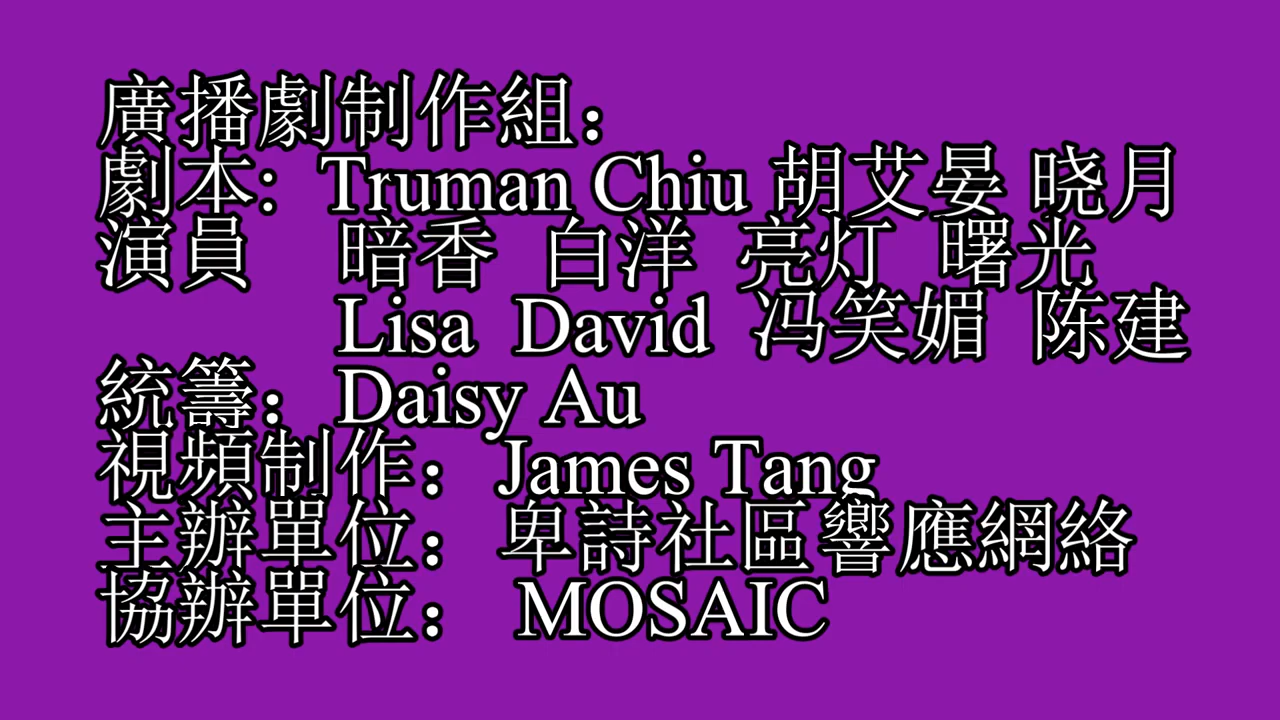 廣播劇制作組：
劇本：Truman Chiu 胡艾晏 晓月
演員 暗香 白洋 亮灯 曙光
Lisa David 冯笑媚 陈建
統籌：Daisy Au
視頻制作：James Tang
主辦單位：卑詩社區響應網絡
協辦單位：MOSAIC